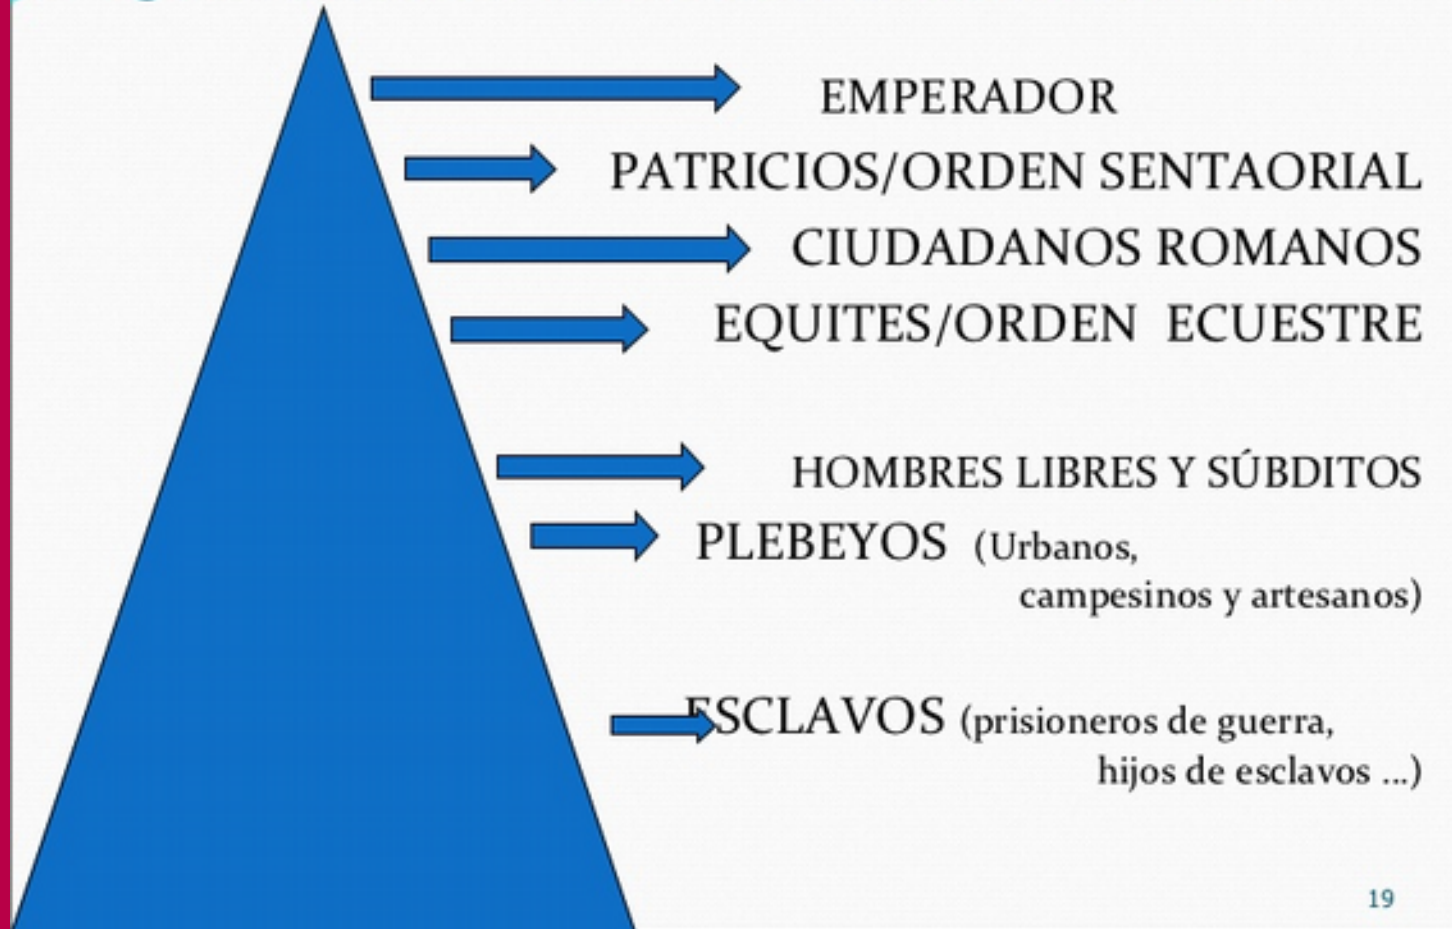 EMPERADOR
PATRICIOS/ORDEN SENTAORIAL
CIUDADANOS ROMANOS
EQUITES/ORDEN ECUESTRE
HOMBRES LIBRES Y SÚBDITOS
PLEBEYOS (Urbanos,
campesinos y artesanos)
ESCLAVOS (prisioneros de guerra,
hijos de esclavos ...)
19